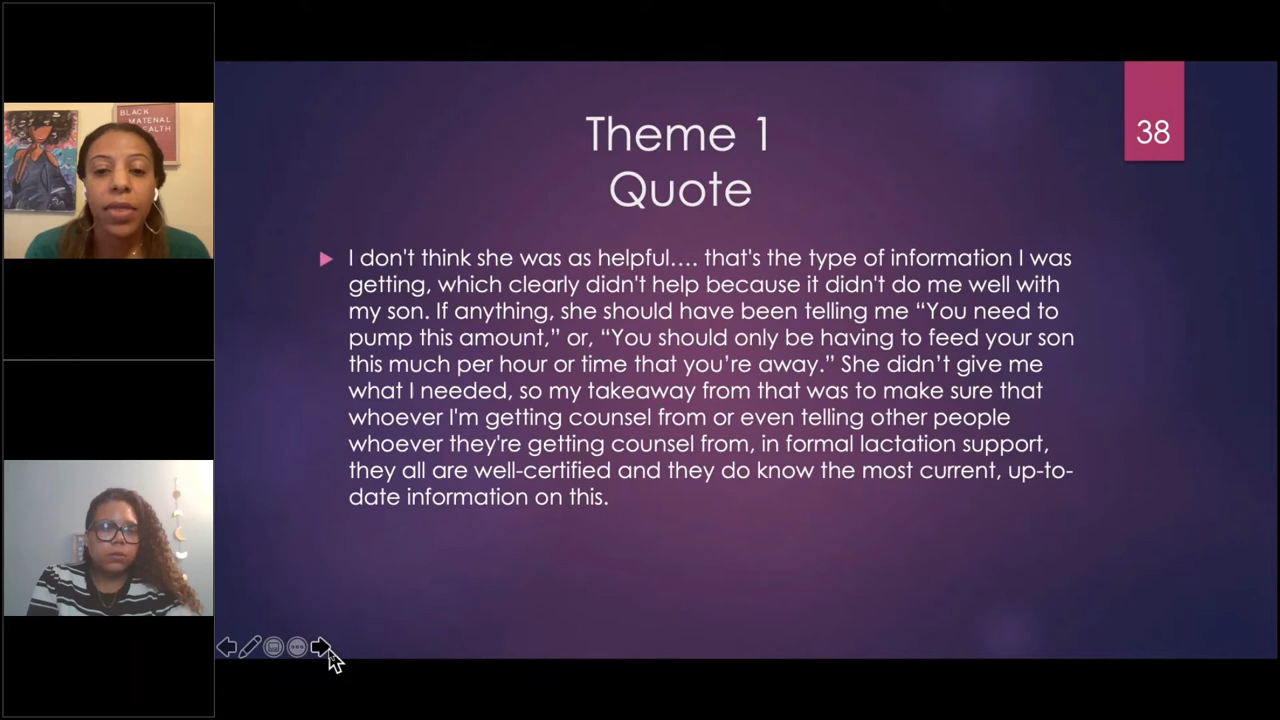 BLACK
MATENAL
HEALTH
Theme 1
Quote
38
I don't think she was as helpful…. that's the type of information I was
getting, which clearly didn't help because it didn't do me well with
my son. If anything, she should have been telling me “You need to
pump this amount,” or, “You should only be having to feed your son
this much per hour or time that you’re away.” She didn’t give me
what I needed, so my takeaway from that was to make sure that
whoever I'm getting counsel from or even telling other people
whoever they're getting counsel from, in formal lactation support,
they all are well-certified and they do know the most current, up-to-
date information on this.